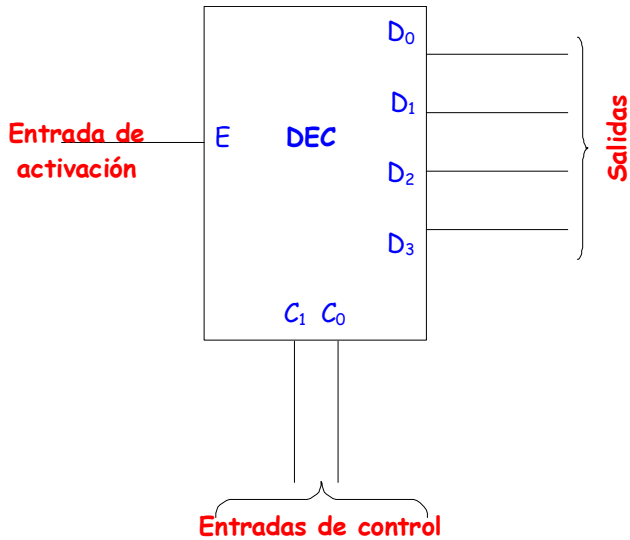 D₀
D₁
Entrada de
activación
E
DEC
D₂
D₃
Salidas
C₁ C₀
Entradas de control